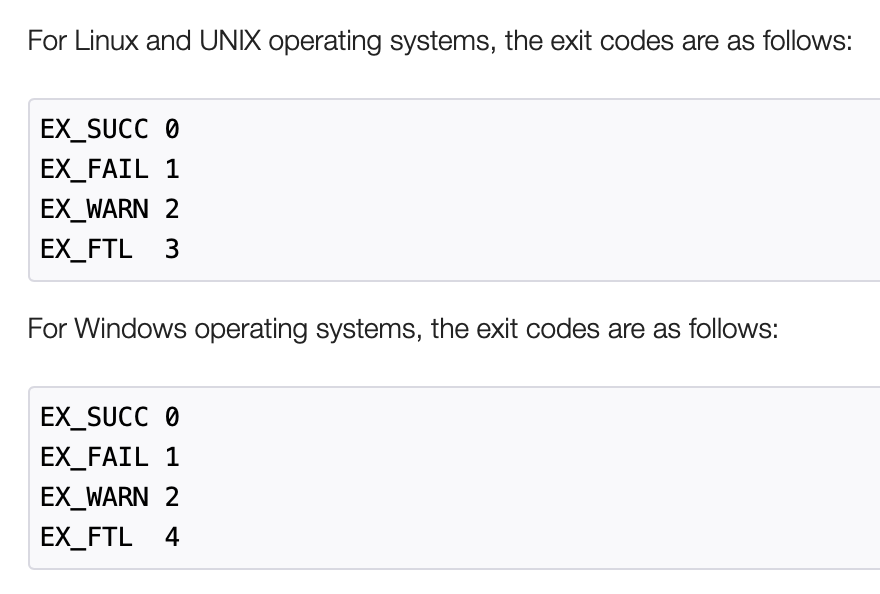 For Linux and UNIX operating systems, the exit codes are as follows:
EX_SUCC 0
EX_FAIL 1
EX_WARN 2
EX_FTL  3
For Windows operating systems, the exit codes are as follows:
EX_SUCC 0
EX_FAIL 1
EX_WARN 2
EX_FTL  4